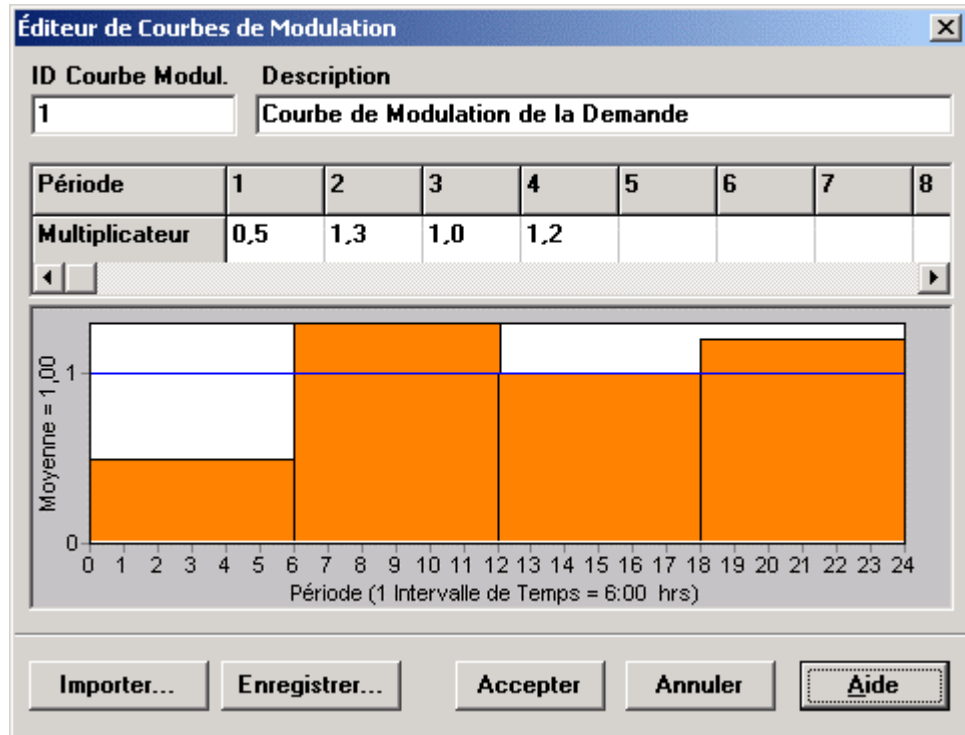 Éditeur de Courbes de Modulation
ID Courbe Modul. Description
1 Courbe de Modulation de la Demande
Période 1 2 3 4 5 6 7 8
Multiplicateur 0,5 1,3 1,0 1,2
Moyenne = 1,00
1
0
0 1 2 3 4 5 6 7 8 9 10 11 12 13 14 15 16 17 18 19 20 21 22 23 24
Période (1 Intervalle de Temps = 6:00 hrs)
Importer... Enregistrer... Accepter Annuler Aide